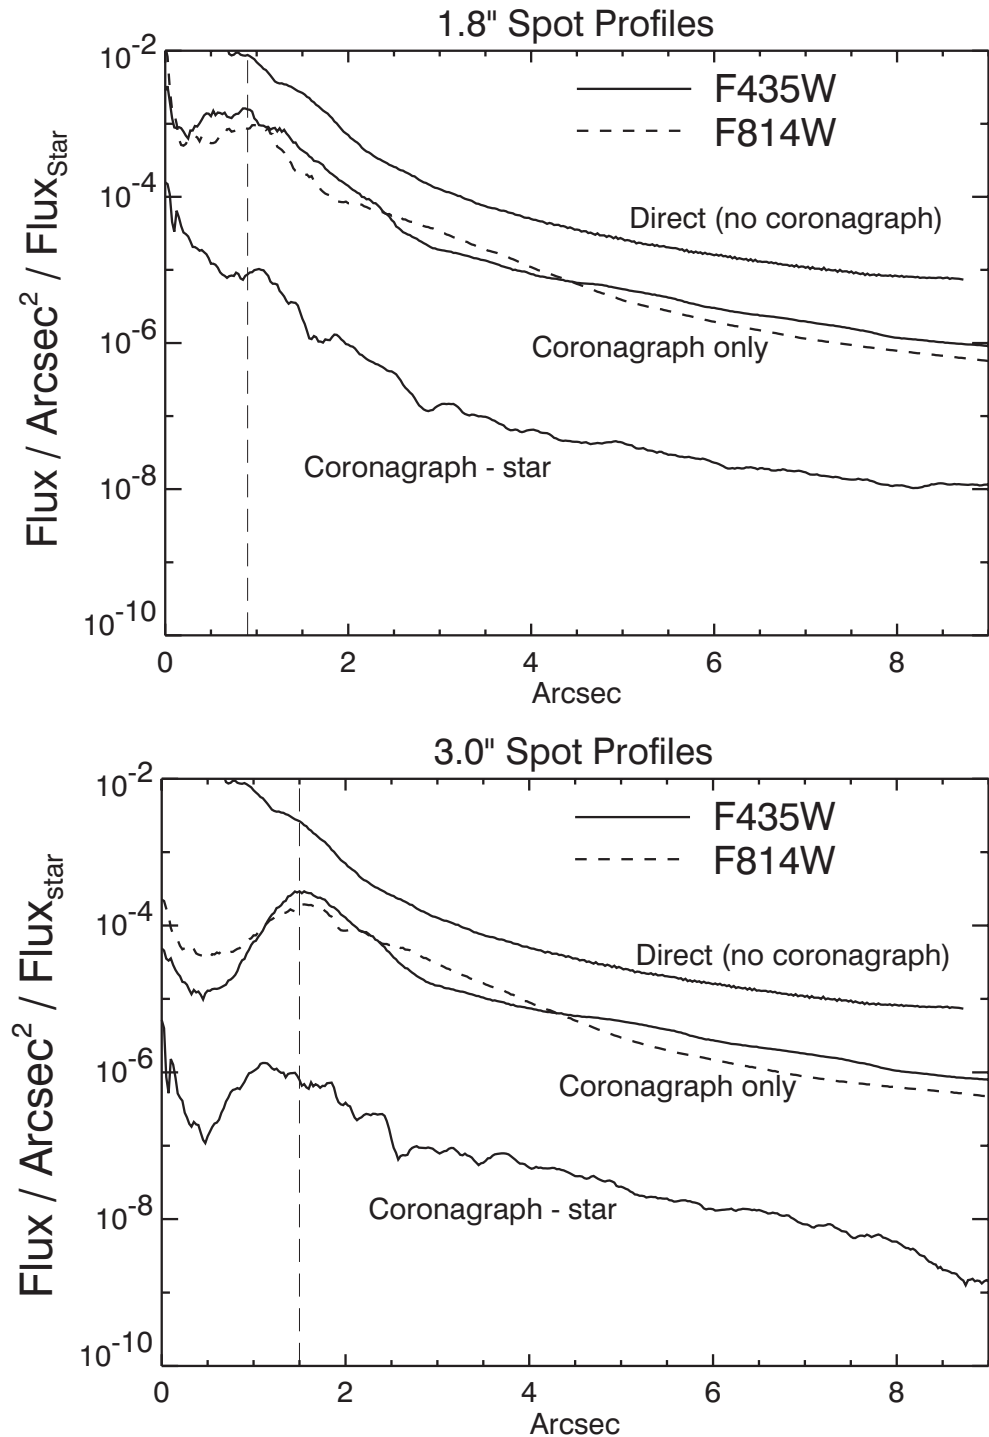 1.8" Spot Profiles
F435W
F814W
Direct (no coronagraph)
Coronagraph only
Coronagraph - star
Flux / Arcsec² / Flux_Star
10⁻²
10⁻⁴
10⁻⁶
10⁻⁸
10⁻¹⁰
0 2 4 6 8
Arcsec
3.0" Spot Profiles
F435W
F814W
Direct (no coronagraph)
Coronagraph only
Coronagraph - star
Flux / Arcsec² / Flux_star
10⁻²
10⁻⁴
10⁻⁶
10⁻⁸
10⁻¹⁰
0 2 4 6 8
Arcsec